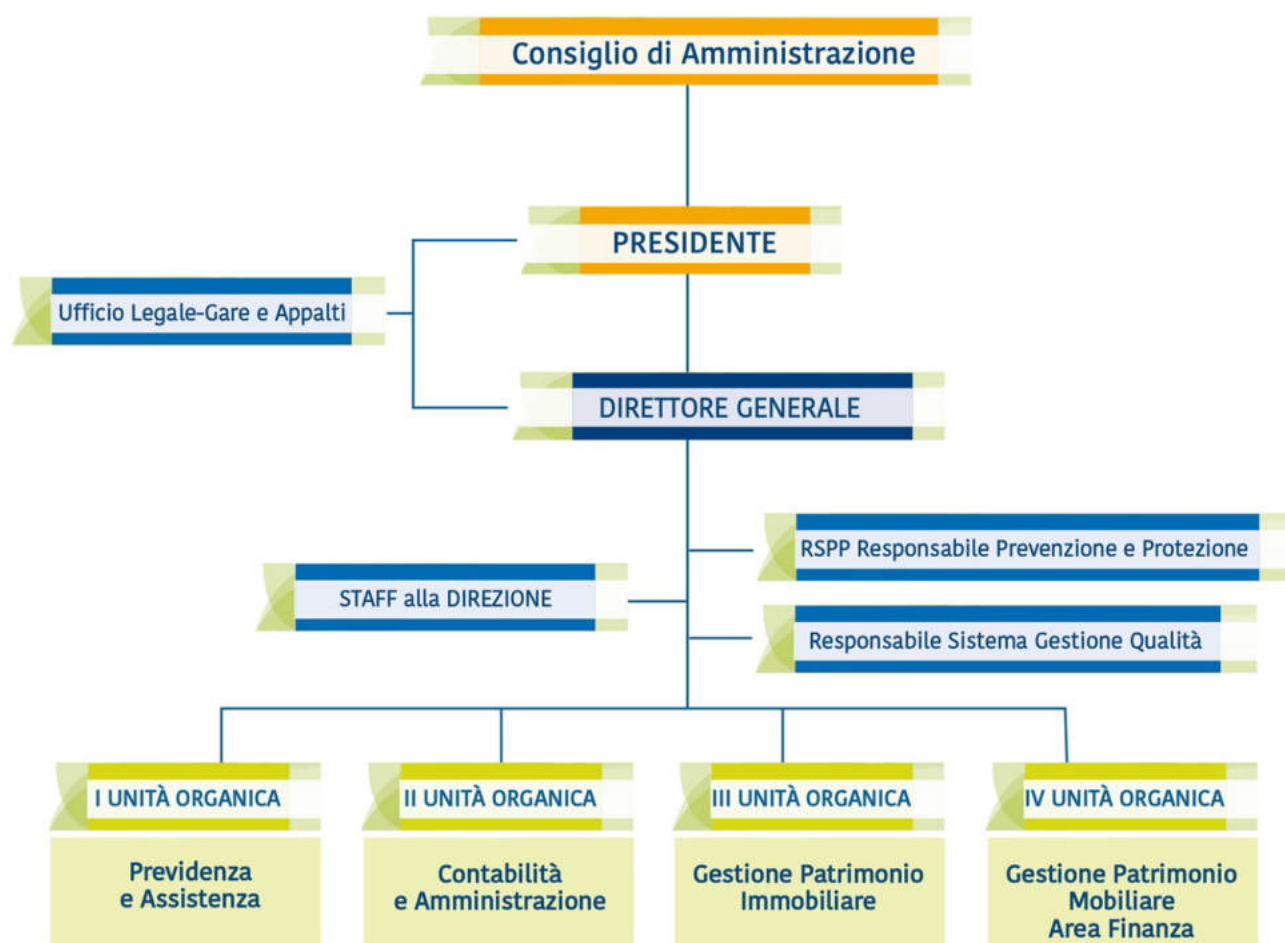 Consiglio di Amministrazione
PRESIDENTE
Ufficio Legale-Gare e Appalti
DIRETTORE GENERALE
RSPP Responsabile Prevenzione e Protezione
STAFF alla DIREZIONE
Responsabile Sistema Gestione Qualità
I UNITÀ ORGANICA
Previdenza
e Assistenza
II UNITÀ ORGANICA
Contabilità
e Amministrazione
III UNITÀ ORGANICA
Gestione Patrimonio
Immobiliare
IV UNITÀ ORGANICA
Gestione Patrimonio
Mobiliare
Area Finanza